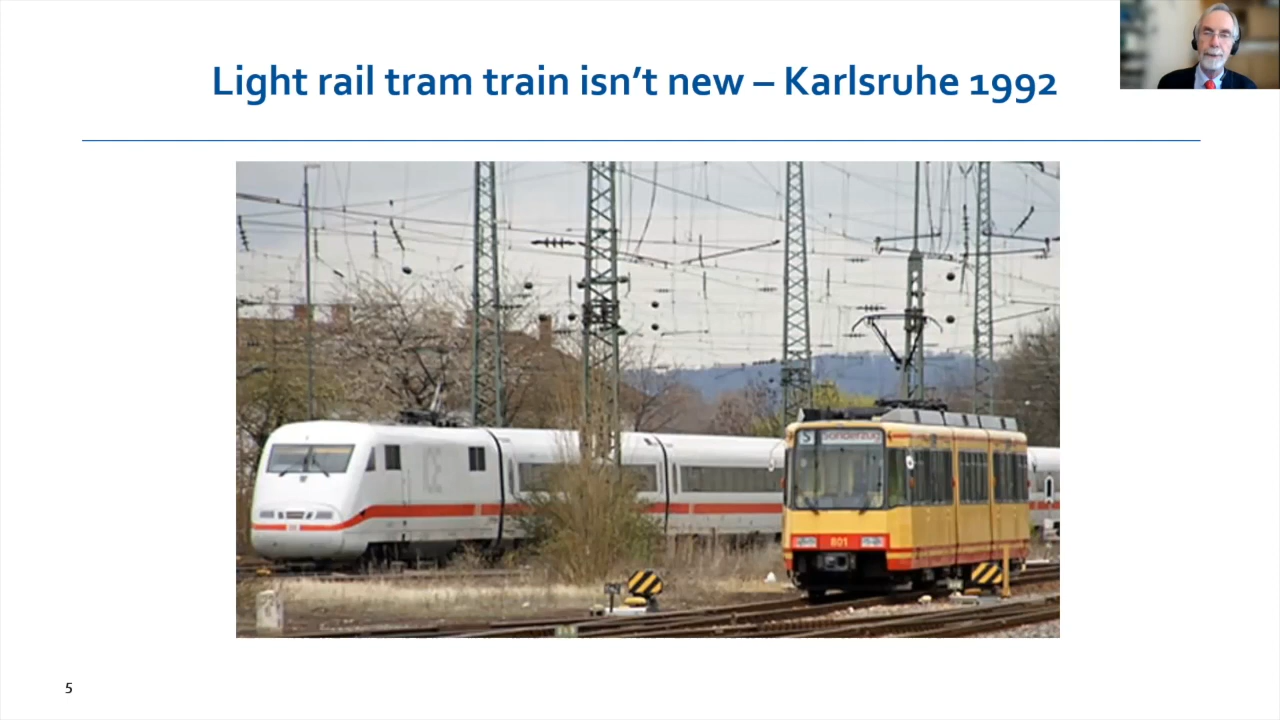 Light rail tram train isn't new – Karlsruhe 1992
ICE
S Sonderzug
801
5